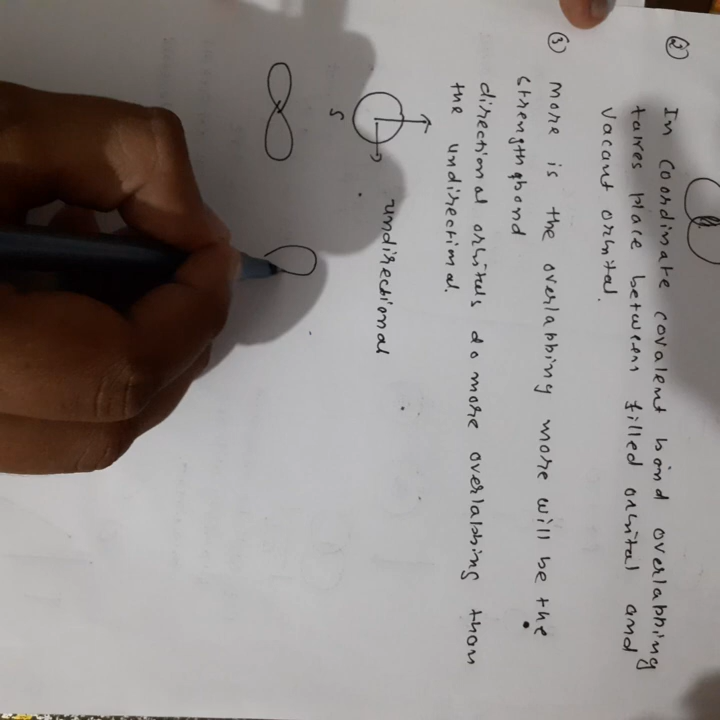 ② In coordinate covalent bond overlapping
takes place between filled orbital and
vacant orbital.
③ more is the overlapping more will be the
strength of bond
directional orbitals do more overlapping than
the undirectional.
undirectional
s